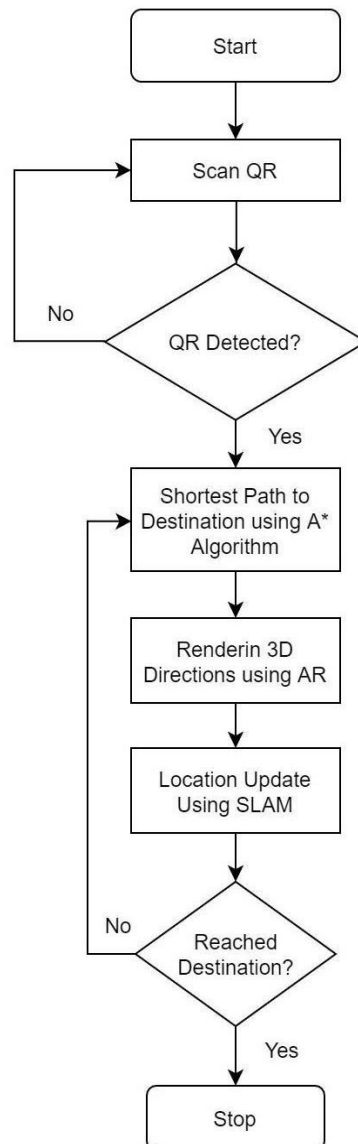 Start
Scan QR
No
QR Detected?
Yes
Shortest Path to
Destination using A*
Algorithm
Renderin 3D
Directions using AR
Location Update
Using SLAM
No
Reached
Destination?
Yes
Stop